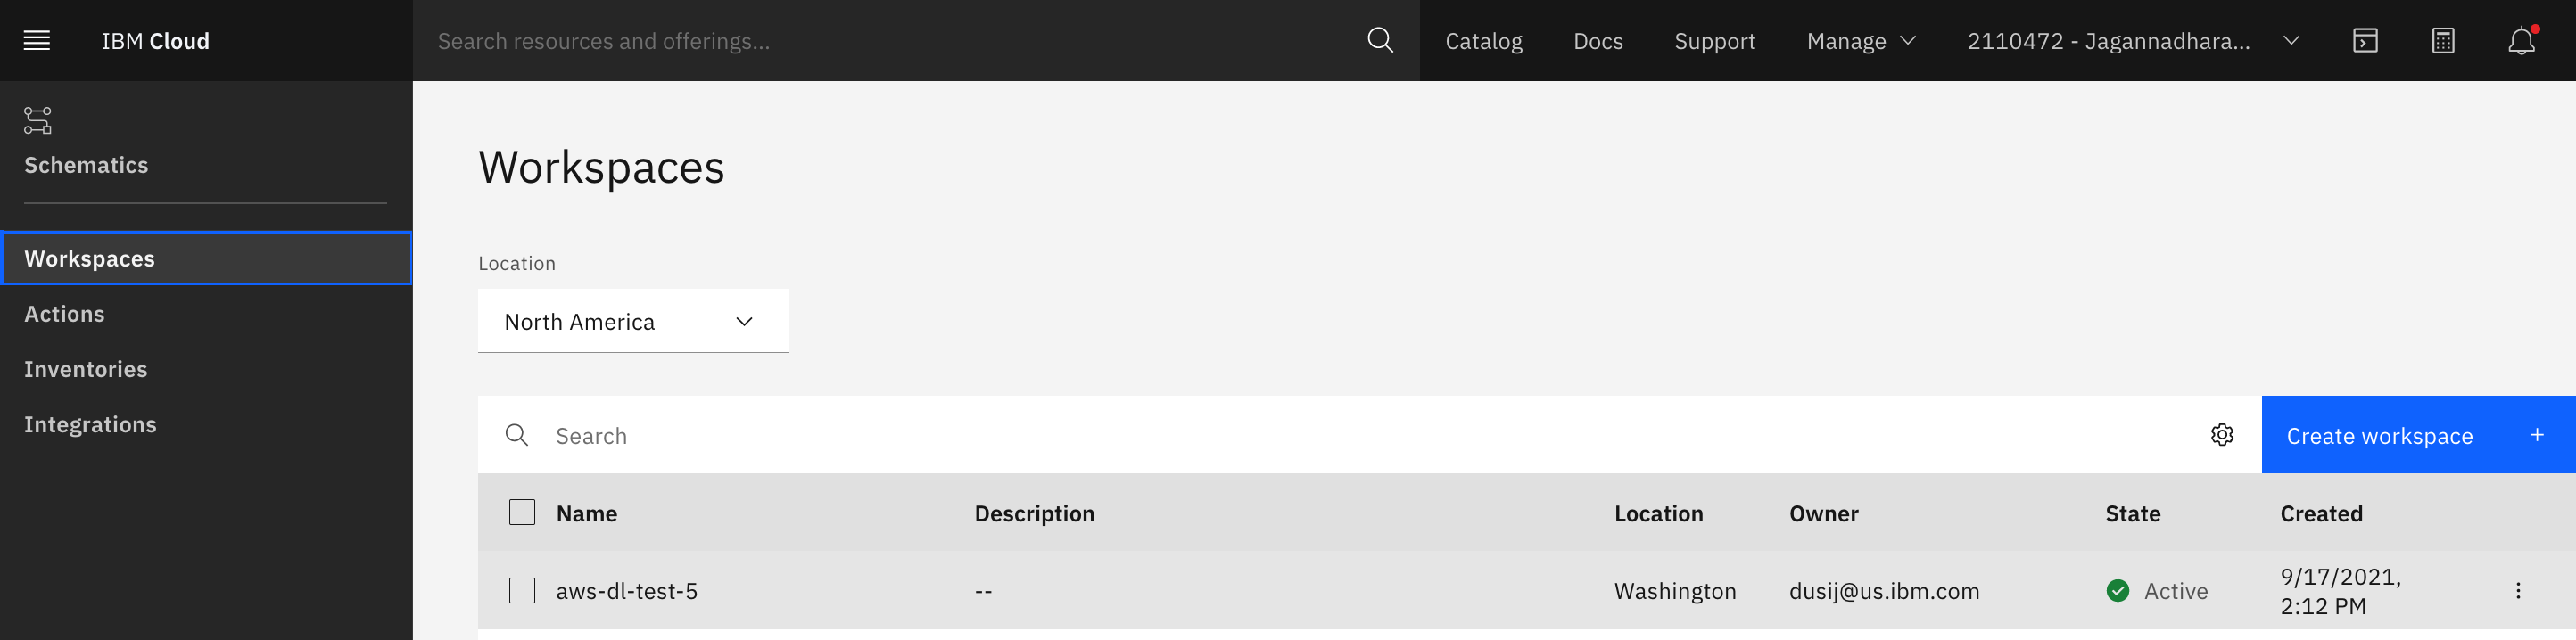 IBM Cloud
Search resources and offerings...
Catalog
Docs
Support
Manage
2110472 - Jagannadhara...
Schematics
Workspaces
Actions
Inventories
Integrations
Workspaces
Location
North America
Search
Create workspace +
Name Description Location Owner State Created
aws-dl-test-5 -- Washington dusij@us.ibm.com Active 9/17/2021,
2:12 PM